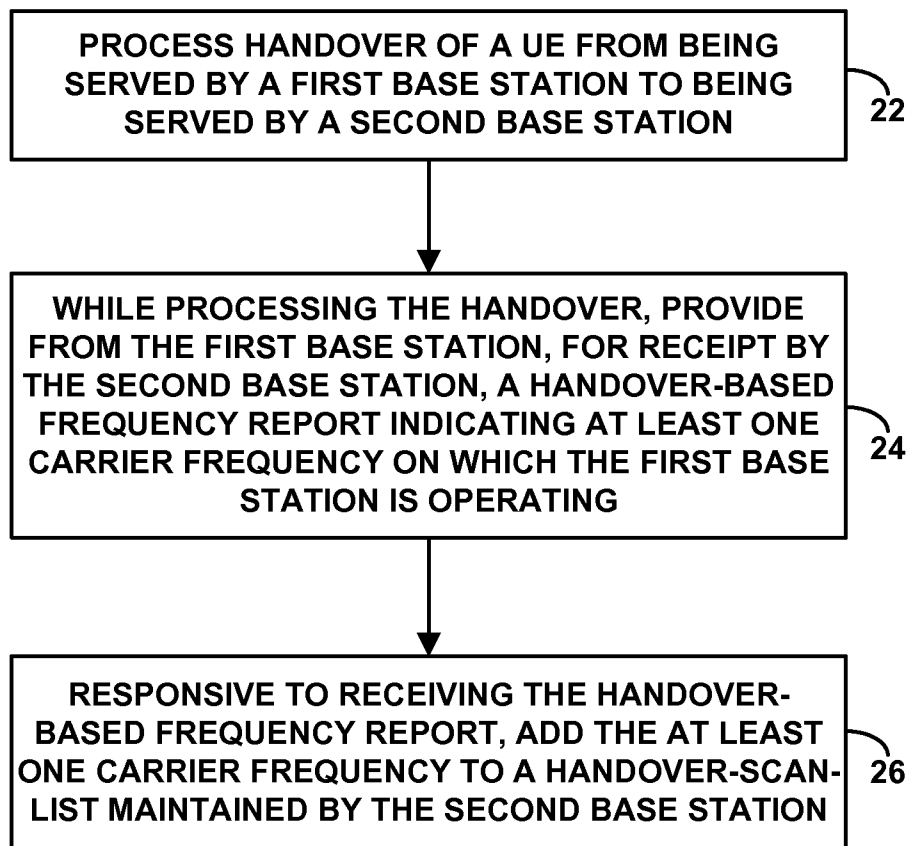 PROCESS HANDOVER OF A UE FROM BEING
SERVED BY A FIRST BASE STATION TO BEING
SERVED BY A SECOND BASE STATION
22
WHILE PROCESSING THE HANDOVER, PROVIDE
FROM THE FIRST BASE STATION, FOR RECEIPT BY
THE SECOND BASE STATION, A HANDOVER-BASED
FREQUENCY REPORT INDICATING AT LEAST ONE
CARRIER FREQUENCY ON WHICH THE FIRST BASE
STATION IS OPERATING
24
RESPONSIVE TO RECEIVING THE HANDOVER-
BASED FREQUENCY REPORT, ADD THE AT LEAST
ONE CARRIER FREQUENCY TO A HANDOVER-SCAN-
LIST MAINTAINED BY THE SECOND BASE STATION
26